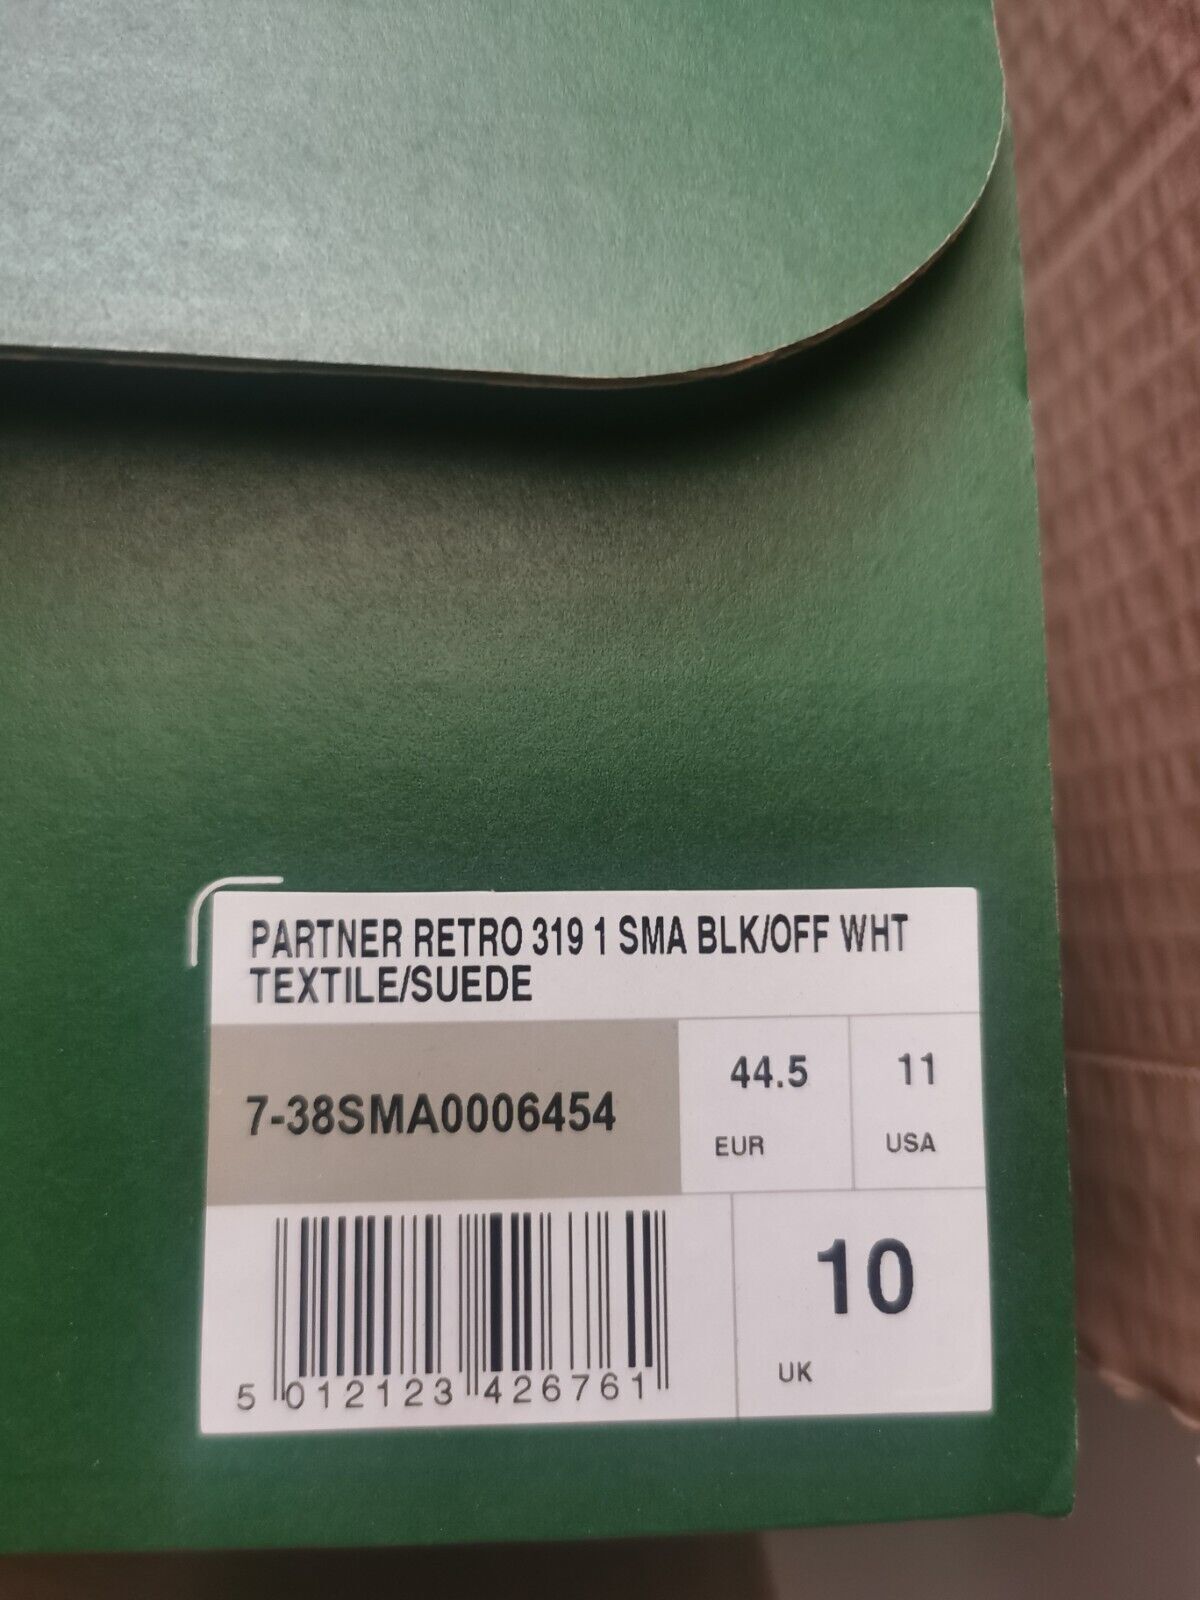 PARTNER RETRO 319 1 SMA BLK/OFF WHT
TEXTILE/SUEDE
7-38SMA0006454
44.5
EUR
11
USA
5 012123 426761
10
UK